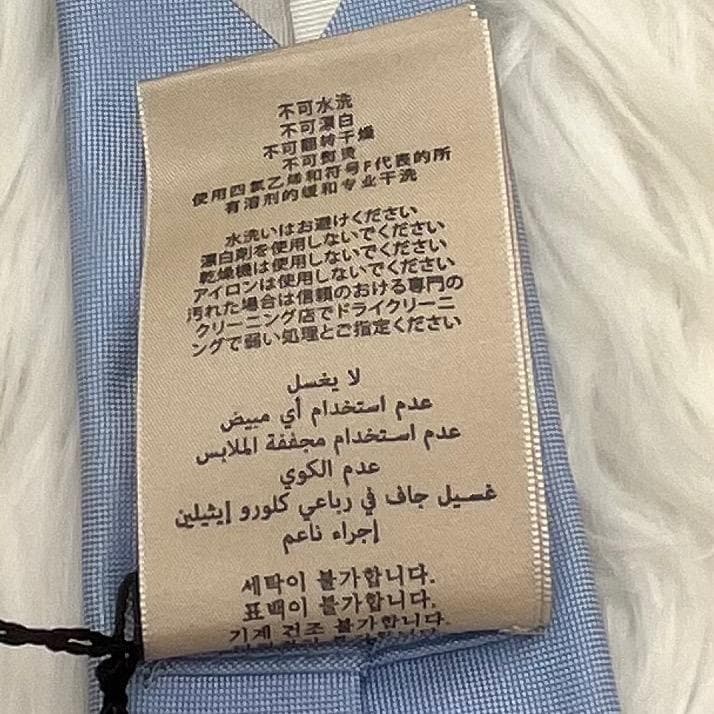 不可水洗
不可漂白
不可翻转干燥
不可熨烫
使用四氯乙烯和符号F代表的所
有溶剂的缓和专业干洗
水洗いはお避けください
漂白剤を使用しないでください
乾燥機は使用しないでください
アイロンは使用しないでください
汚れた場合は信頼のおける専門の
クリーニング店でドライクリーニ
ングで弱い処理とご指定ください
لا يغسل
عدم استخدام أي مبيض
عدم استخدام مجففة الملابس
عدم الكوي
غسيل جاف في رباعي كلورو إيثيلين
إجراء ناعم
세탁이 불가합니다.
표백이 불가합니다.
기계 건조 불가합니다.